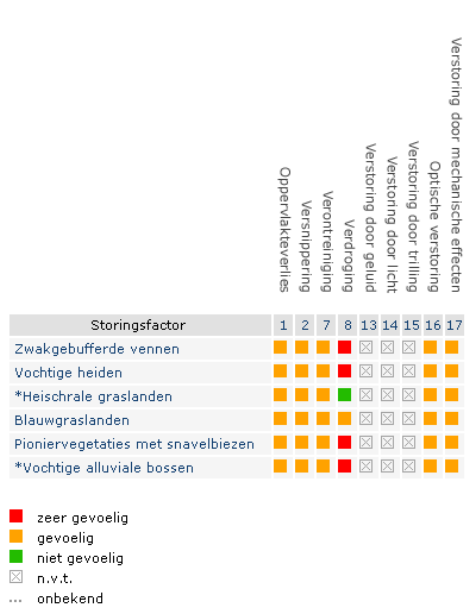 Oppervlakteverlies
Versnippering
Verontreiniging
Verdroging
Verstoring door geluid
Verstoring door licht
Verstoring door trilling
Optische verstoring
Verstoring door mechanische effecten
Storingsfactor 1 2 7 8 13 14 15 16 17
Zwakgebufferde vennen
Vochtige heiden
*Heischrale graslanden
Blauwgraslanden
Pioniervegetaties met snavelbiezen
*Vochtige alluviale bossen
zeer gevoelig
gevoelig
niet gevoelig
n.v.t.
... onbekend